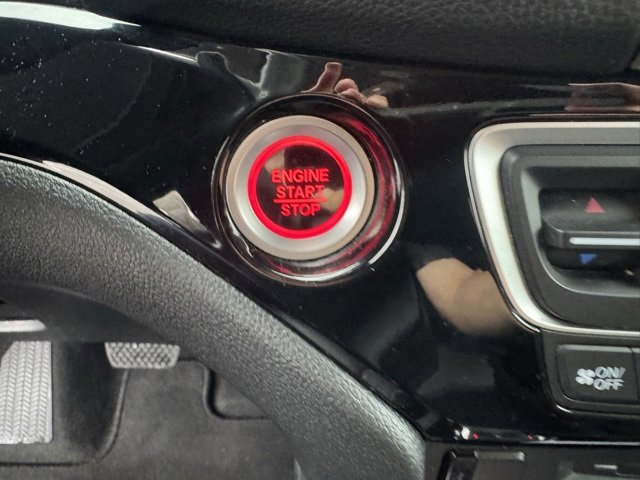 ENGINE
START
STOP
ON/
OFF